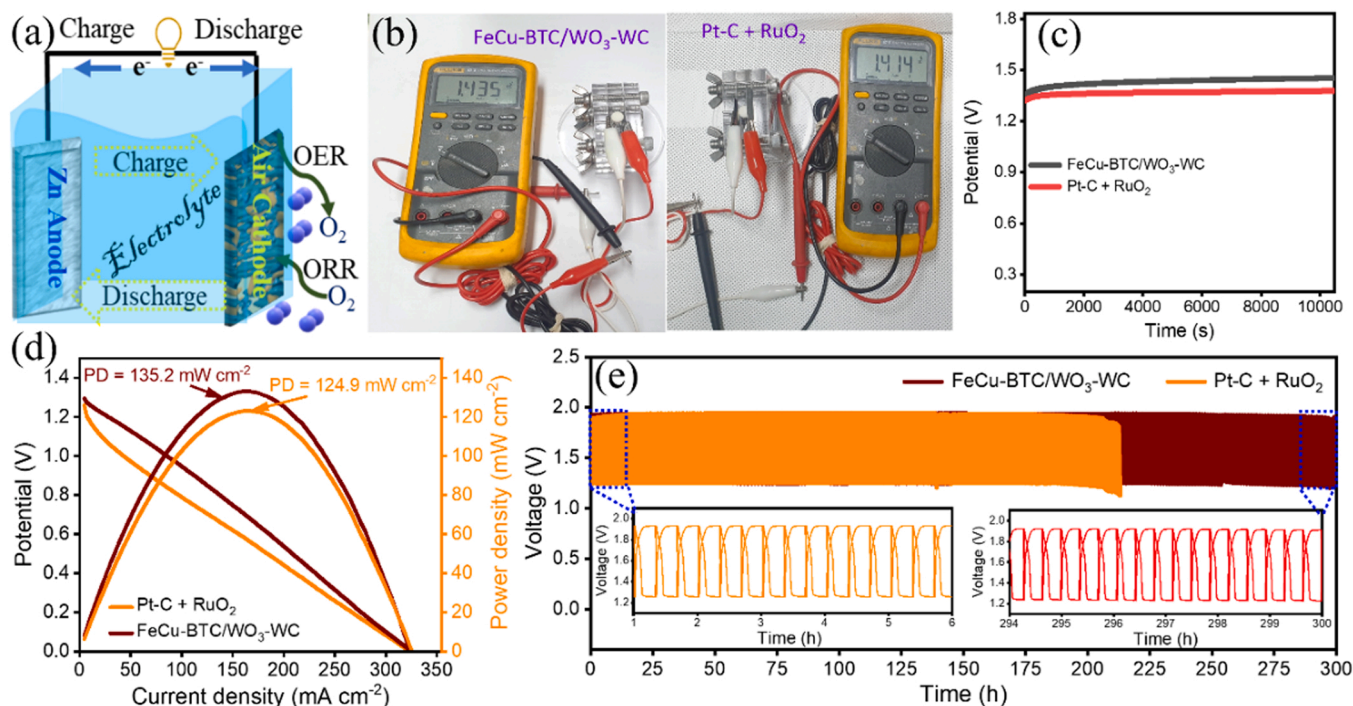 (a)
Charge
Discharge
e⁻
e⁻
Charge
Electrolyte
Discharge
Zn Anode
Air Cathode
OER
O₂
ORR
O₂
(b)
FeCu-BTC/WO₃-WC
1.435
Pt-C + RuO₂
1.414
(c)
Potential (V)
1.8
1.5
1.2
0.9
0.6
0.3
FeCu-BTC/WO₃-WC
Pt-C + RuO₂
0 2000 4000 6000 8000 10000
Time (s)
(d)
Potential (V)
1.4
1.2
1.0
0.8
0.6
0.4
0.2
0.0
PD = 135.2 mW cm⁻²
PD = 124.9 mW cm⁻²
Pt-C + RuO₂
FeCu-BTC/WO₃-WC
140
120
100
80
60
40
20
0
Power density (mW cm⁻²)
0 50 100 150 200 250 300 350
Current density (mA cm⁻²)
(e)
FeCu-BTC/WO₃-WC
Pt-C + RuO₂
Voltage (V)
2.5
2.0
1.5
1.0
0.5
0.0
Voltage (V)
2.0
1.8
1.6
1.4
1.2
1 2 3 4 5 6
Time (h)
Voltage (V)
2.0
1.8
1.6
1.4
1.2
294 295 296 297 298 299 300
Time (h)
0 25 50 75 100 125 150 175 200 225 250 275 300
Time (h)